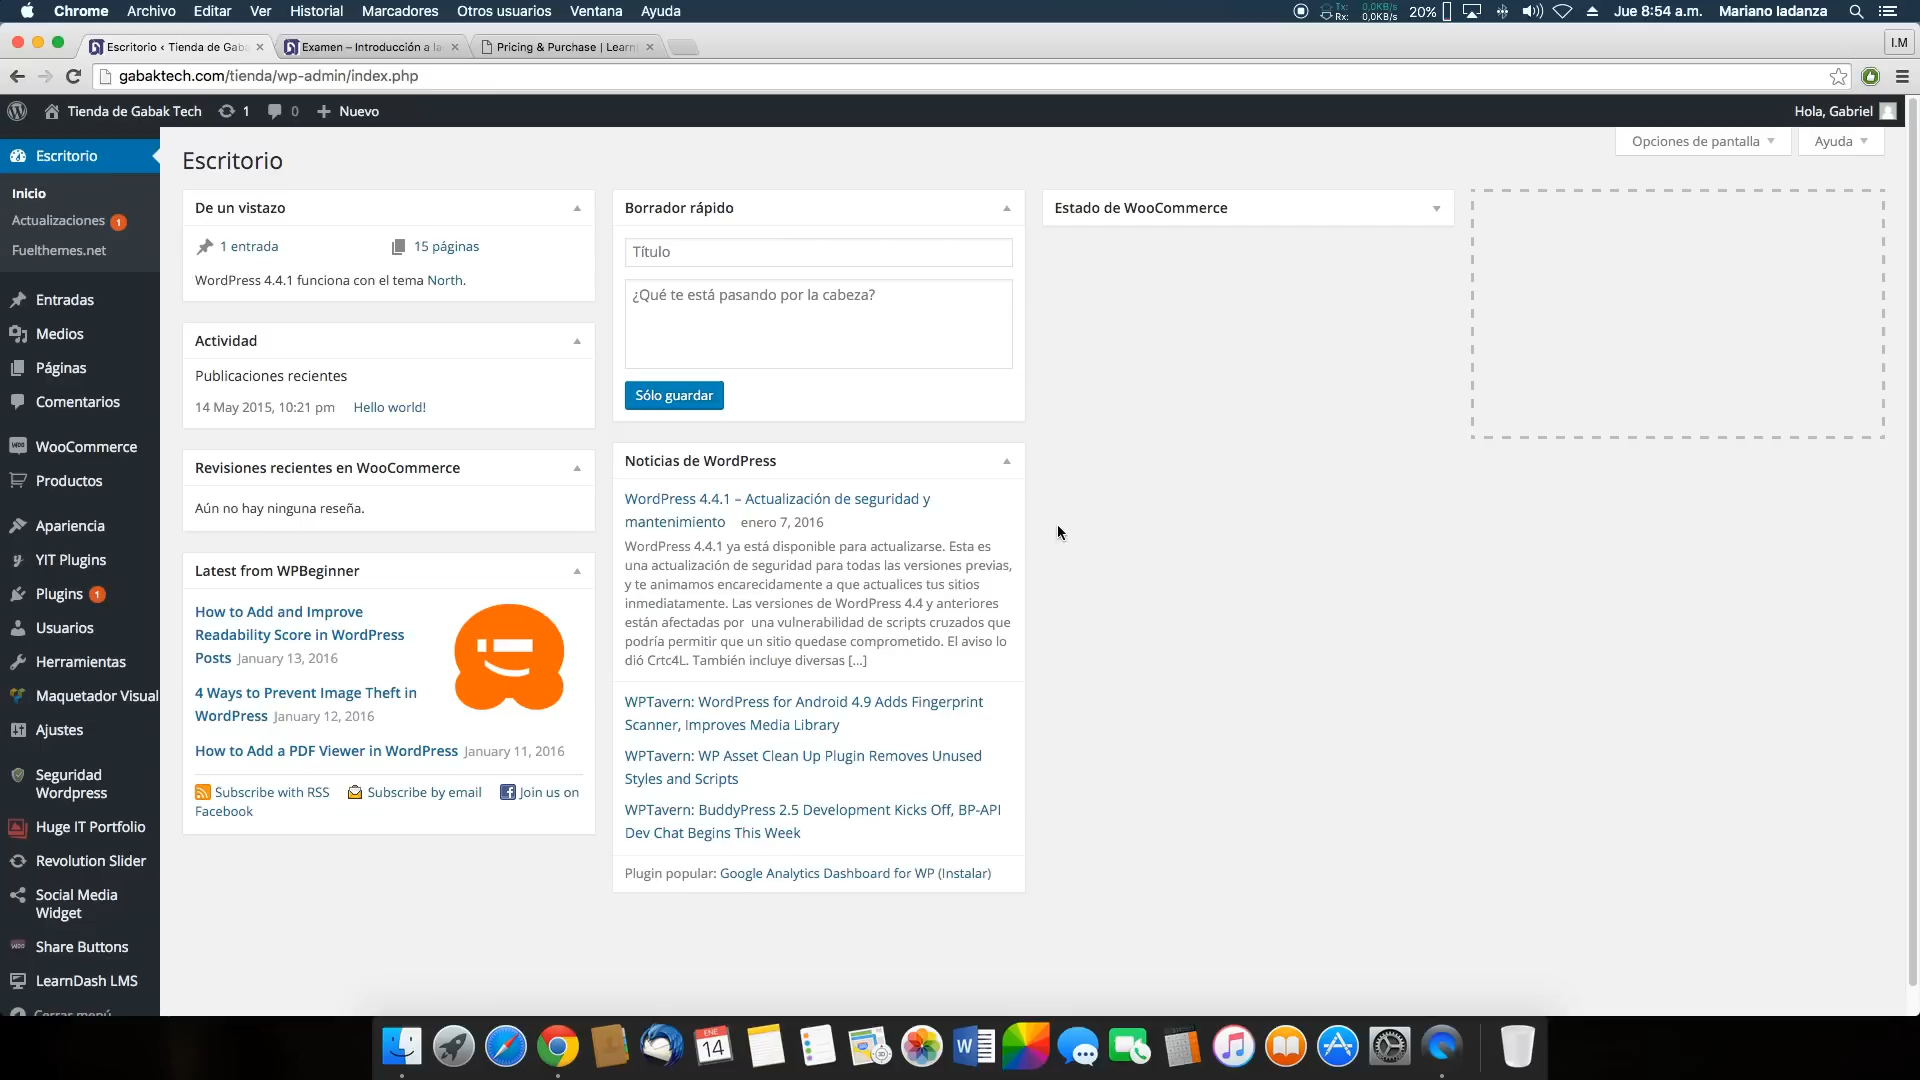 Chrome Archivo Editar Ver Historial Marcadores Otros usuarios Ventana Ayuda
Tx: 0,0KB/s
Rx: 0,0KB/s
20% Jue 8:54 a.m. Mariano Iadanza
Escritorio ‹ Tienda de Gaba
Examen – Introducción a la
Pricing & Purchase | Learn
I.M
gabaktech.com/tienda/wp-admin/index.php
Tienda de Gabak Tech 1 0 Nuevo
Hola, Gabriel
Escritorio
Inicio
Actualizaciones 1
Fuelthemes.net
Entradas
Medios
Páginas
Comentarios
WooCommerce
Productos
Apariencia
YIT Plugins
Plugins 1
Usuarios
Herramientas
Maquetador Visual
Ajustes
Seguridad
Wordpress
Huge IT Portfolio
Revolution Slider
Social Media
Widget
Share Buttons
LearnDash LMS
Cerrar menú
Opciones de pantalla
Ayuda
Escritorio
De un vistazo
1 entrada
15 páginas
WordPress 4.4.1 funciona con el tema North.
Actividad
Publicaciones recientes
14 May 2015, 10:21 pm Hello world!
Revisiones recientes en WooCommerce
Aún no hay ninguna reseña.
Latest from WPBeginner
How to Add and Improve
Readability Score in WordPress
Posts January 13, 2016
4 Ways to Prevent Image Theft in
WordPress January 12, 2016
How to Add a PDF Viewer in WordPress January 11, 2016
Subscribe with RSS Subscribe by email Join us on
Facebook
Borrador rápido
Título
¿Qué te está pasando por la cabeza?
Sólo guardar
Noticias de WordPress
WordPress 4.4.1 – Actualización de seguridad y
mantenimiento enero 7, 2016
WordPress 4.4.1 ya está disponible para actualizarse. Esta es
una actualización de seguridad para todas las versiones previas,
y te animamos encarecidamente a que actualices tus sitios
inmediatamente. Las versiones de WordPress 4.4 y anteriores
están afectadas por una vulnerabilidad de scripts cruzados que
podría permitir que un sitio quedase comprometido. El aviso lo
dió Crtc4L. También incluye diversas […]
WPTavern: WordPress for Android 4.9 Adds Fingerprint
Scanner, Improves Media Library
WPTavern: WP Asset Clean Up Plugin Removes Unused
Styles and Scripts
WPTavern: BuddyPress 2.5 Development Kicks Off, BP-API
Dev Chat Begins This Week
Plugin popular: Google Analytics Dashboard for WP (Instalar)
Estado de WooCommerce
ENE
14